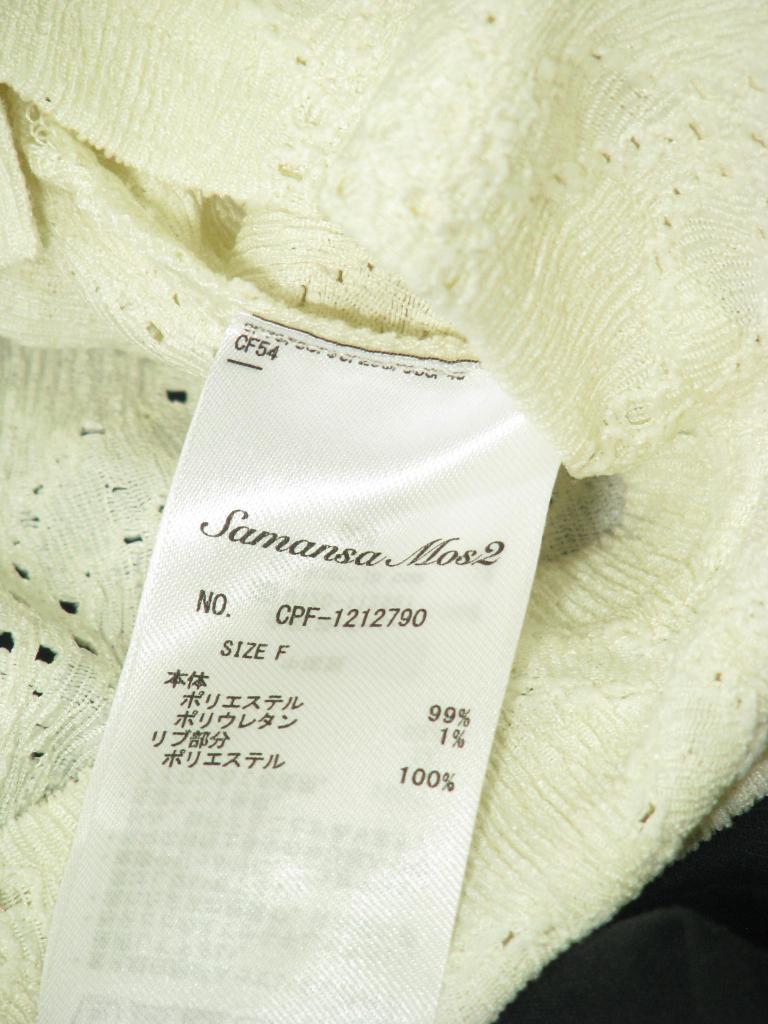 CF54
Samansa Mos2
NO. CPF-1212790
SIZE F
本体
ポリエステル 99%
ポリウレタン 1%
リブ部分
ポリエステル 100%